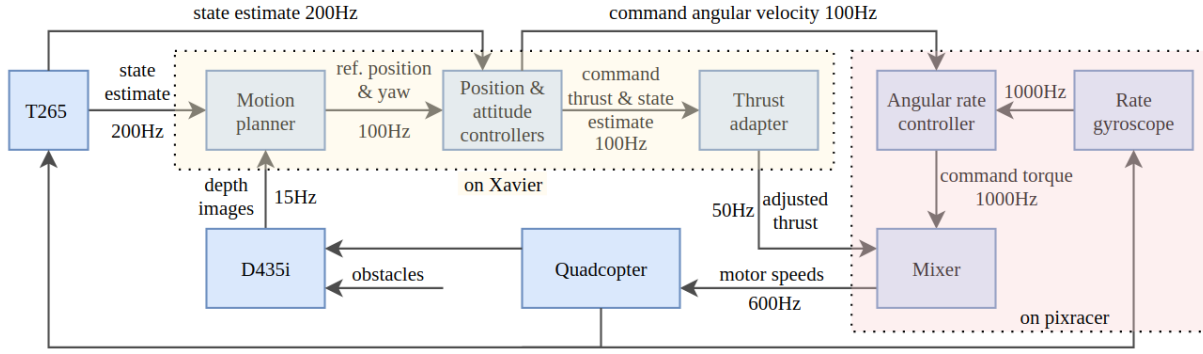 state estimate 200Hz
command angular velocity 100Hz
T265
state
estimate
200Hz
Motion
planner
ref. position
& yaw
100Hz
Position &
attitude
controllers
command
thrust & state
estimate
100Hz
Thrust
adapter
Angular rate
controller
1000Hz
Rate
gyroscope
on Xavier
depth
images
15Hz
50Hz
adjusted
thrust
command torque
1000Hz
D435i
obstacles
Quadcopter
motor speeds
600Hz
Mixer
on pixracer